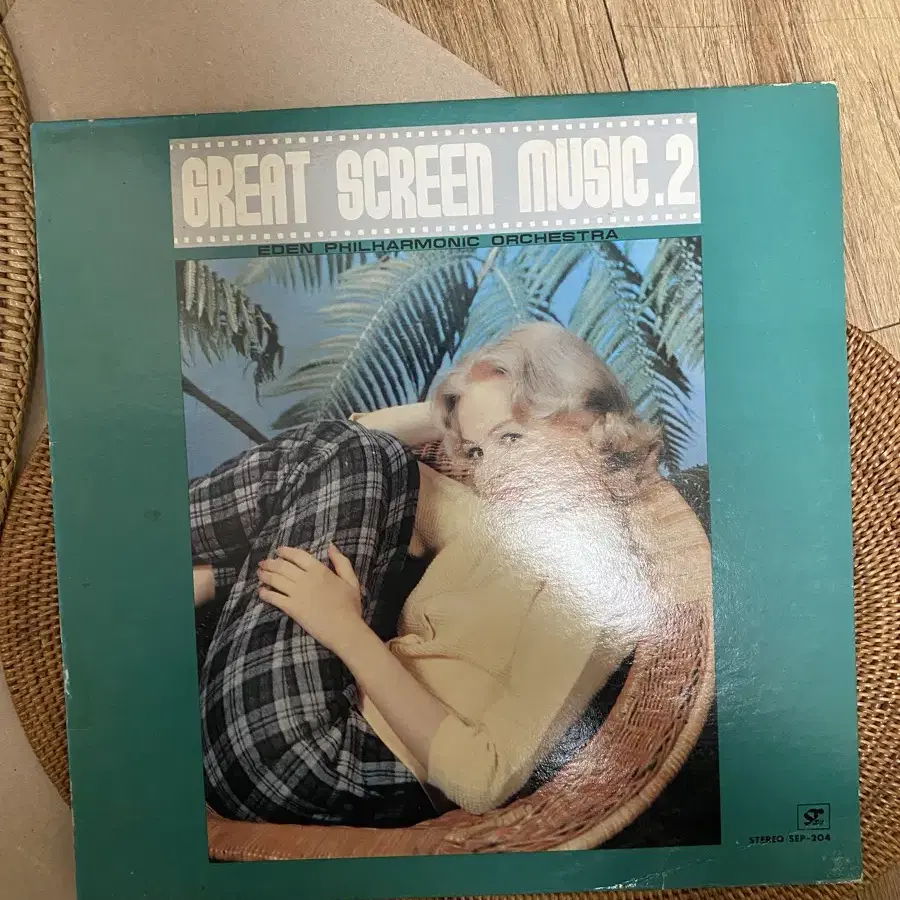 GREAT SCREEN MUSIC.2
EDEN PHILHARMONIC ORCHESTRA
STEREO SEP-204